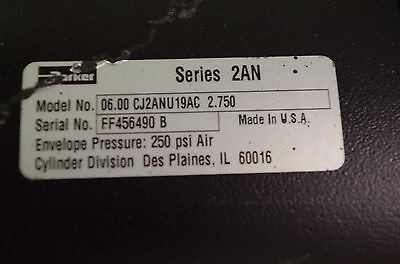 Parker
Series 2AN
Model No. 06.00 CJ2ANU19AC 2.750
Serial No. FF456490 B
Made In U.S.A.
Envelope Pressure: 250 psi Air
Cylinder Division Des Plaines, IL 60016